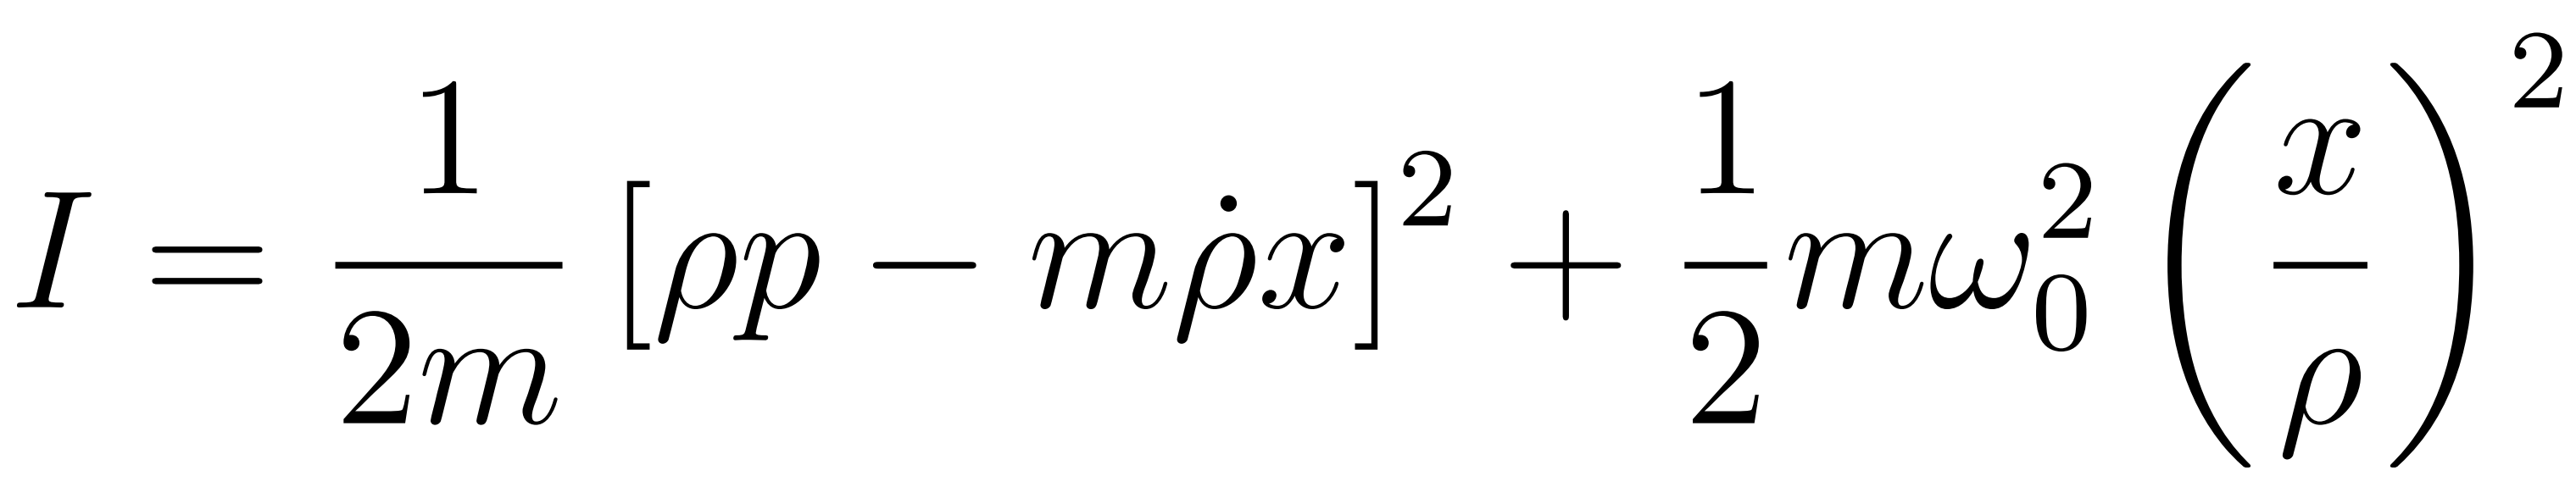 I = \frac{1}{2m} [\rho p - m\dot{\rho}x]^2 + \frac{1}{2} m\omega_0^2 \left(\frac{x}{\rho}\right)^2